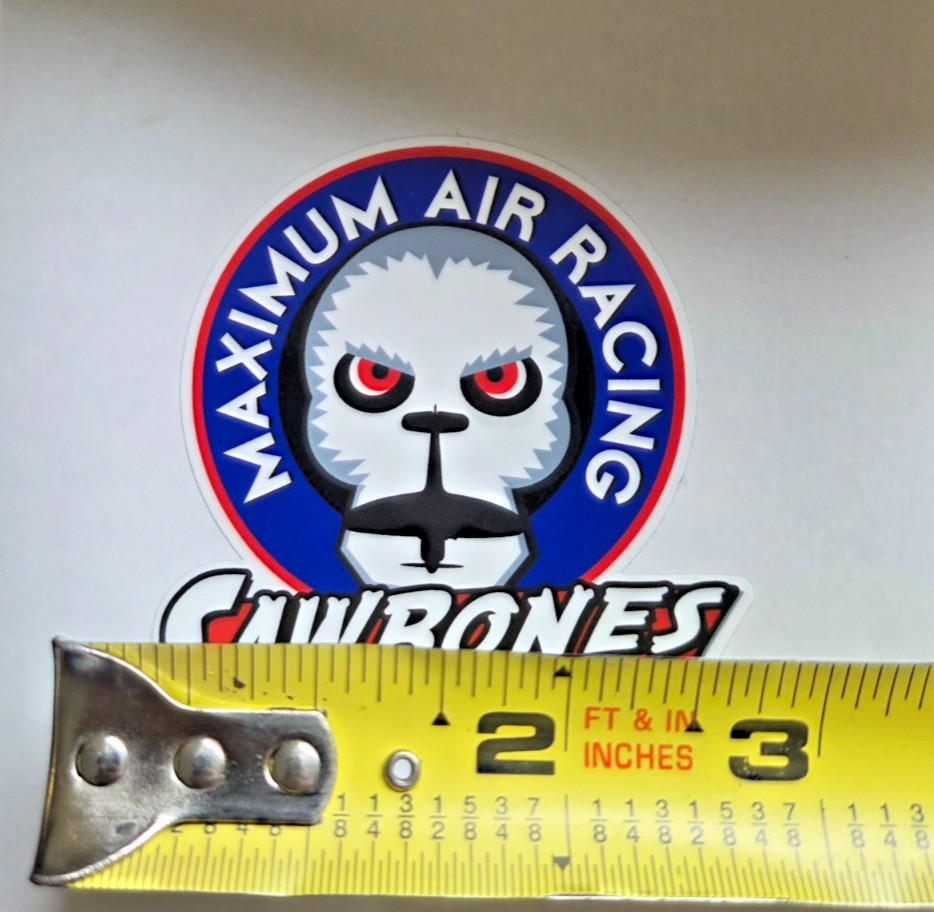 MAXIMUM AIR RACING
CAWBONES
2 FT & IN 3
INCHES
1/8 1/4 3/8 1/2 5/8 3/4 7/8 1/8 1/4 3/8 1/2 5/8 3/4 7/8 1/8 1/4 3